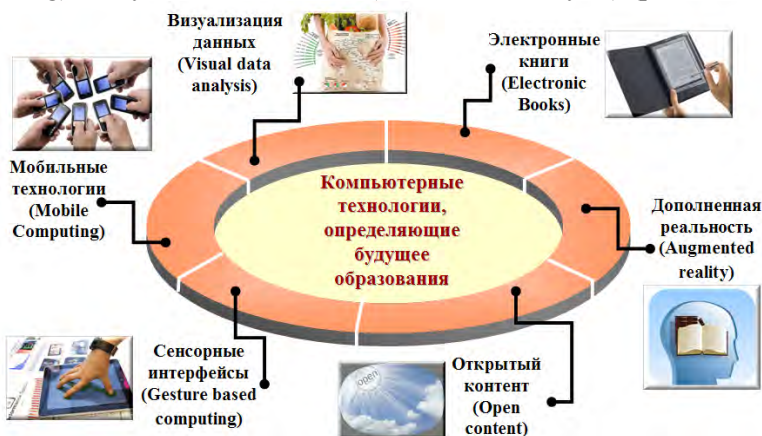 Визуализация
данных
(Visual data
analysis)
Электронные
книги
(Electronic
Books)
Мобильные
технологии
(Mobile
Computing)
Компьютерные
технологии,
определяющие
будущее
образования
Дополненная
реальность
(Augmented
reality)
Сенсорные
интерфейсы
(Gesture based
computing)
open
Открытый
контент
(Open
content)